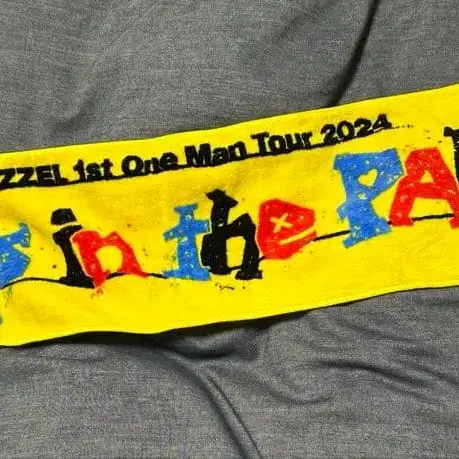 ZZEL 1st One Man Tour 2024
in the PA